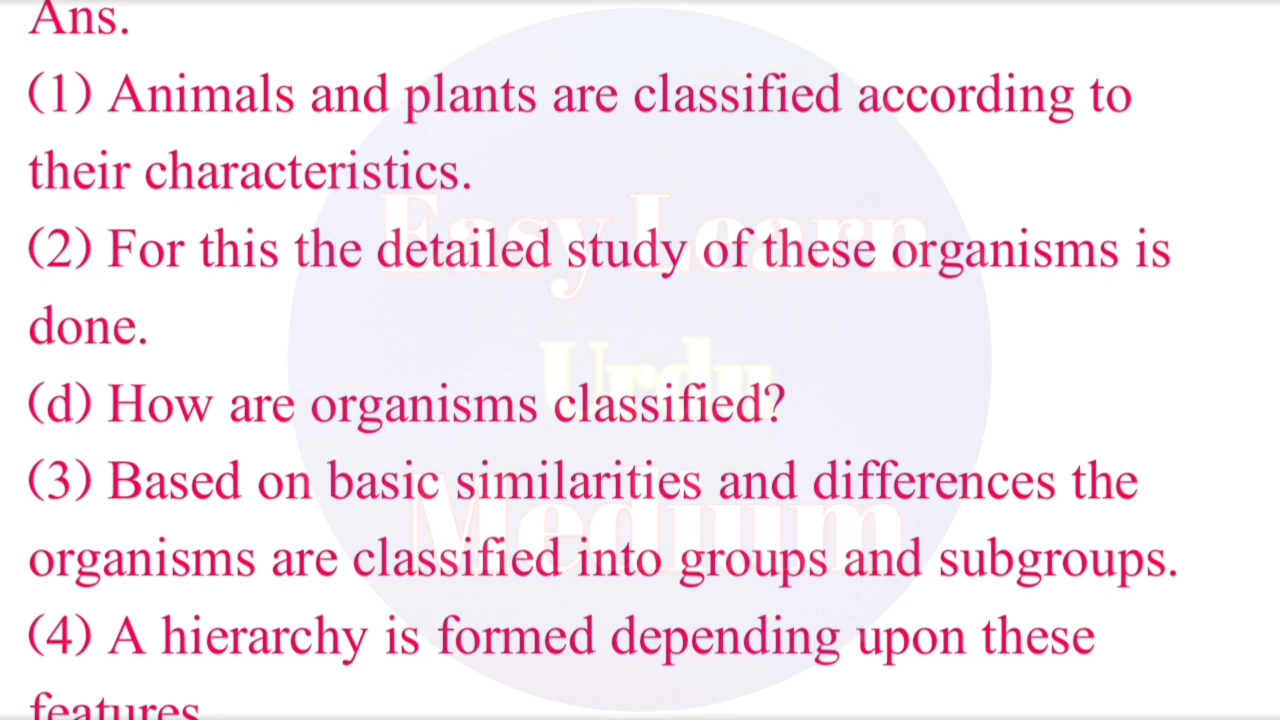 Ans.
(1) Animals and plants are classified according to
their characteristics.
(2) For this the detailed study of these organisms is
done.
(d) How are organisms classified?
(3) Based on basic similarities and differences the
organisms are classified into groups and subgroups.
(4) A hierarchy is formed depending upon these
features
Easy Learn
Urdu
Medium